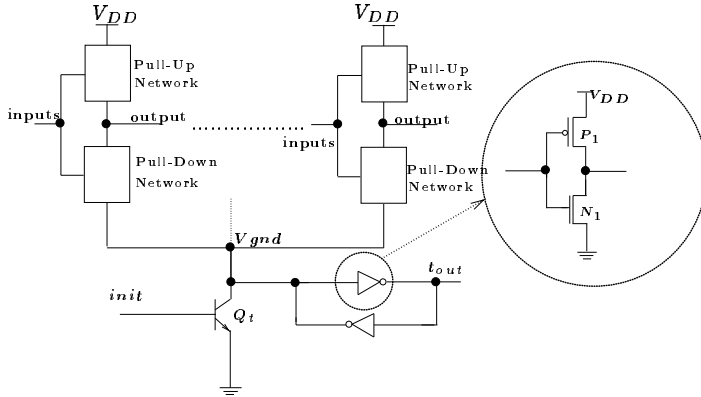 VDD
VDD
Pull-Up
Network
Pull-Up
Network
inputs
output
inputs
output
Pull-Down
Network
Pull-Down
Network
VDD
P1
N1
Vgnd
tout
init
Qt